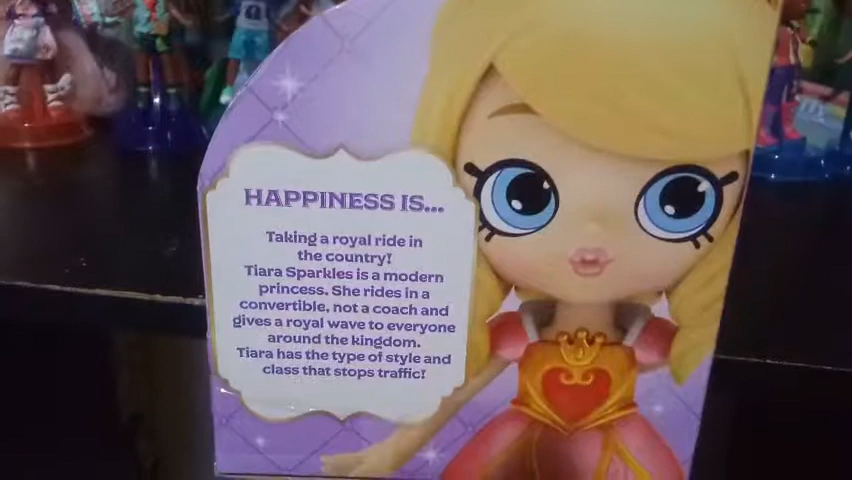 HAPPINESS IS...
Taking a royal ride in
the country!
Tiara Sparkles is a modern
princess. She rides in a
convertible, not a coach and
gives a royal wave to everyone
around the kingdom.
Tiara has the type of style and
class that stops traffic!